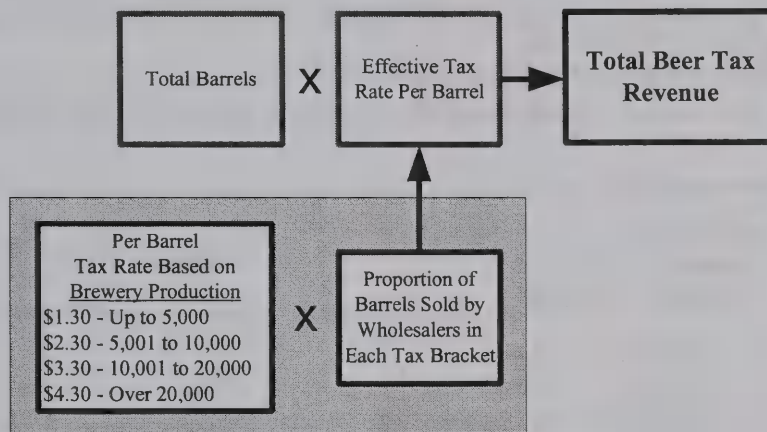 Total Barrels
X
Effective Tax
Rate Per Barrel
Total Beer Tax
Revenue
Per Barrel
Tax Rate Based on
Brewery Production
$1.30 - Up to 5,000
$2.30 - 5,001 to 10,000
$3.30 - 10,001 to 20,000
$4.30 - Over 20,000
X
Proportion of
Barrels Sold by
Wholesalers in
Each Tax Bracket